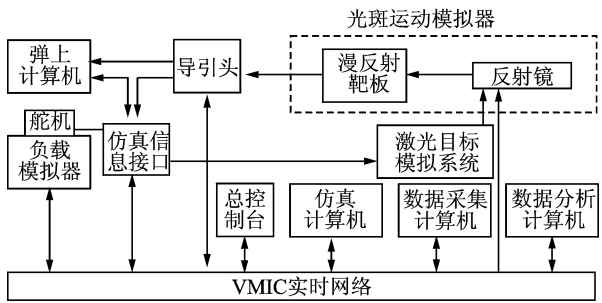 光斑运动模拟器
弹上
计算机
导引头
漫反射
靶板
反射镜
舵机
负载
模拟器
仿真信
息接口
激光目标
模拟系统
总控
制台
仿真
计算机
数据采集
计算机
数据分析
计算机
VMIC实时网络